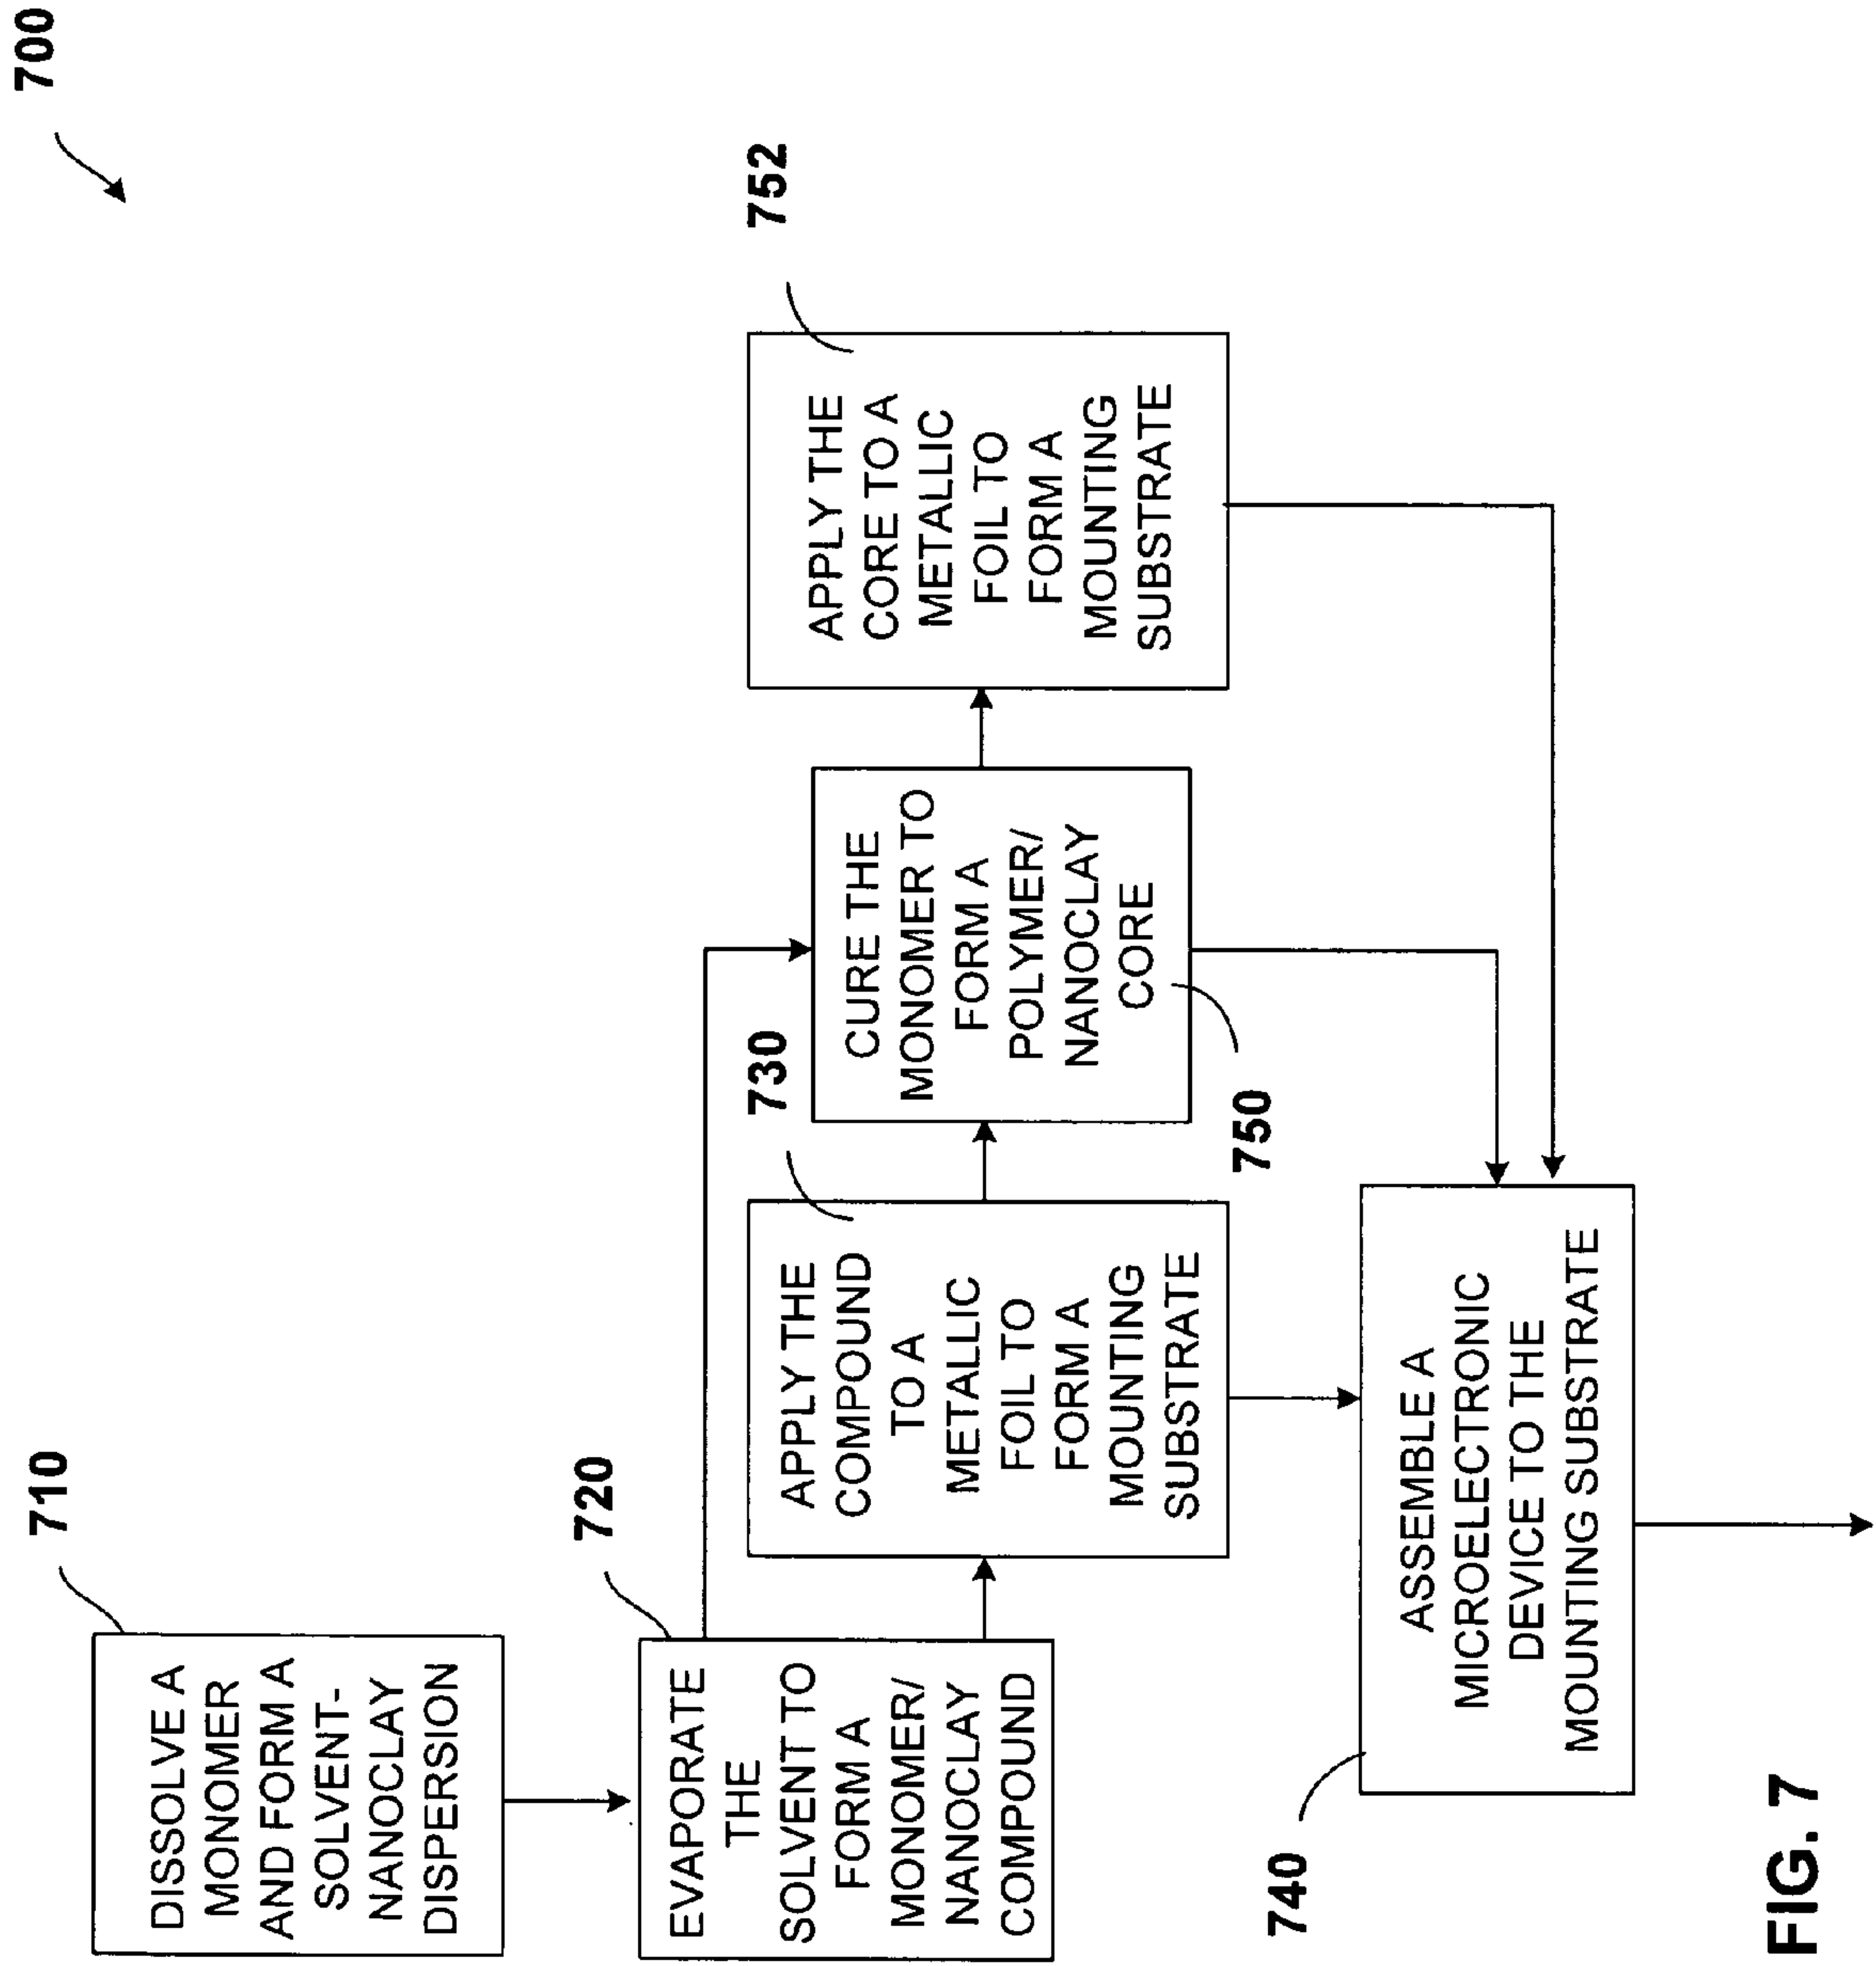 700
710
DISSOLVE A
MONOMER
AND FORM A
SOLVENT-
NANOCLAY
DISPERSION
720
EVAPORATE
THE
SOLVENT TO
FORM A
MONOMER/
NANOCLAY
COMPOUND
730
APPLY THE
COMPOUND
TO A
METALLIC
FOIL TO
FORM A
MOUNTING
SUBSTRATE
CURE THE
MONOMER TO
FORM A
POLYMER/
NANOCLAY
CORE
750
752
APPLY THE
CORE TO A
METALLIC
FOIL TO
FORM A
MOUNTING
SUBSTRATE
740
ASSEMBLE A
MICROELECTRONIC
DEVICE TO THE
MOUNTING SUBSTRATE
FIG. 7